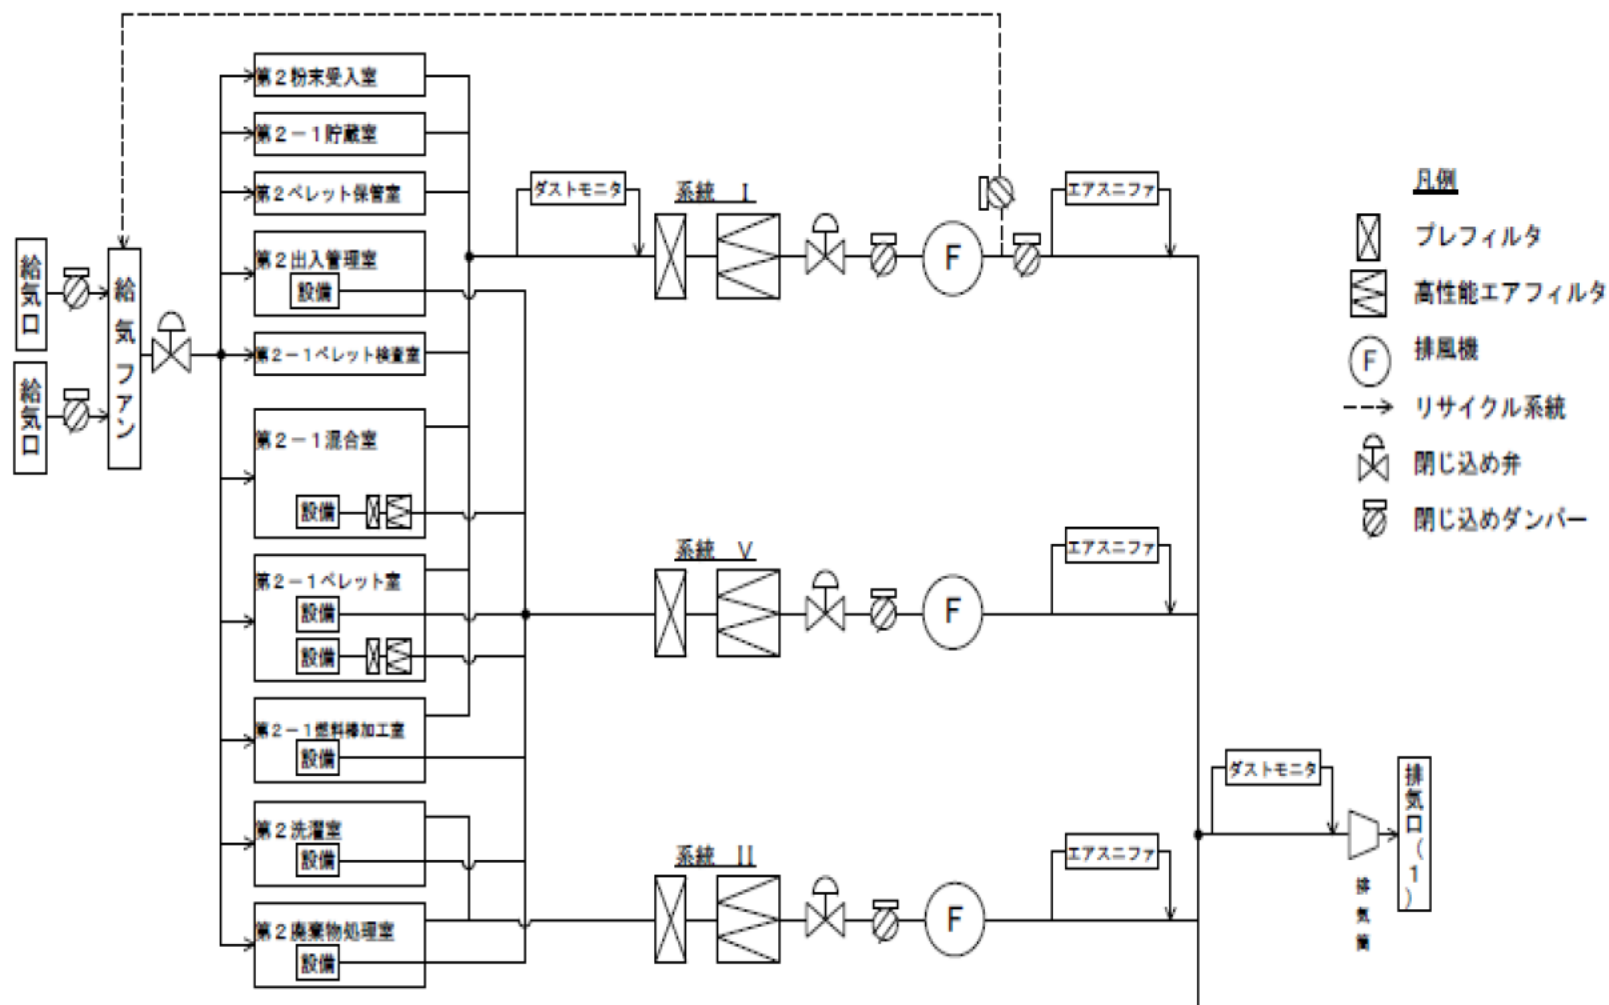 給気口
給気口
給気ファン
第2粉末受入室
第2-1貯蔵室
第2ペレット保管室
第2出入管理室
設備
第2-1ペレット検査室
第2-1混合室
設備
第2-1ペレット室
設備
設備
第2-1燃料棒加工室
設備
第2洗濯室
設備
第2廃棄物処理室
設備
ダストモニタ
系統 I
F
エアスニファ
系統 V
F
エアスニファ
系統 II
F
エアスニファ
ダストモニタ
排気筒
排気口(1)
凡例
プレフィルタ
高性能エアフィルタ
F
排風機
リサイクル系統
閉じ込め弁
閉じ込めダンパー